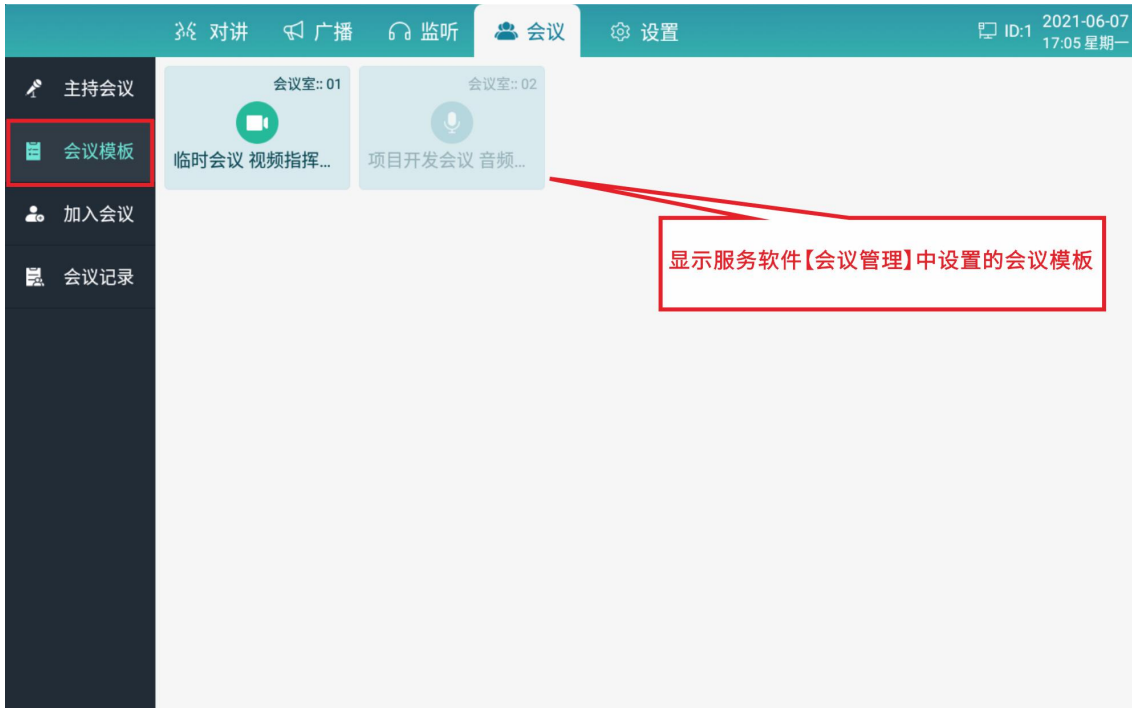 对讲 广播 监听 会议 设置 ID:1 2021-06-07
17:05 星期一
主持会议
会议模板
加入会议
会议记录
会议室:: 01
临时会议 视频指挥...
会议室:: 02
项目开发会议 音频...
显示服务软件【会议管理】中设置的会议模板